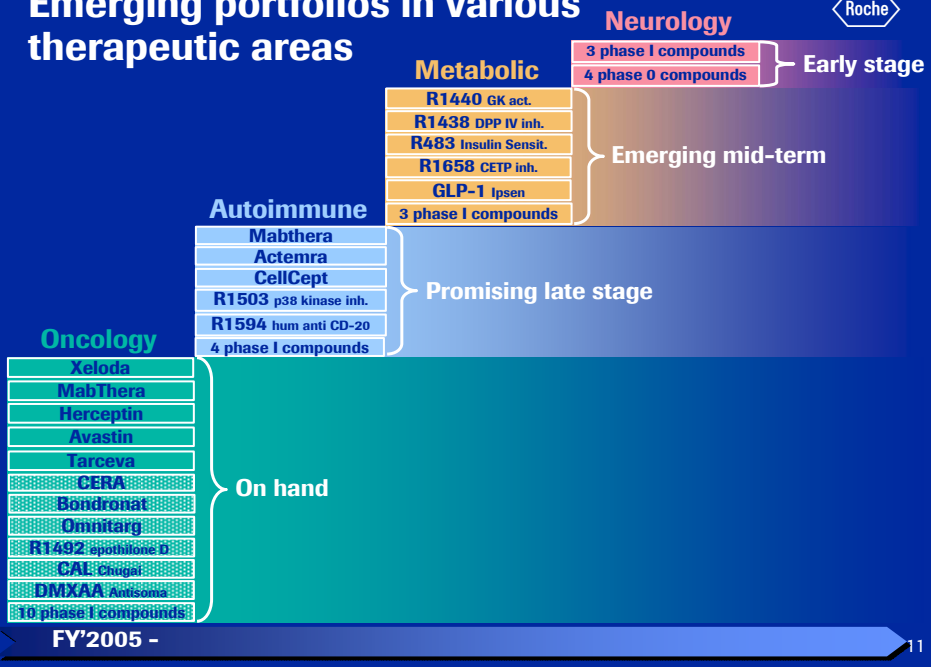 Emerging portfolios in various
therapeutic areas
Roche
Neurology
3 phase I compounds
4 phase 0 compounds
Early stage
Metabolic
R1440 GK act.
R1438 DPP IV inh.
R483 Insulin Sensit.
R1658 CETP inh.
GLP-1 Ipsen
3 phase I compounds
Emerging mid-term
Autoimmune
Mabthera
Actemra
CellCept
R1503 p38 kinase inh.
R1594 hum anti CD-20
4 phase I compounds
Promising late stage
Oncology
Xeloda
MabThera
Herceptin
Avastin
Tarceva
CERA
Bondronat
Omnitarg
R1492 epothilone D
CAL Chugai
DMXAA Antisoma
10 phase I compounds
On hand
FY'2005 -
11